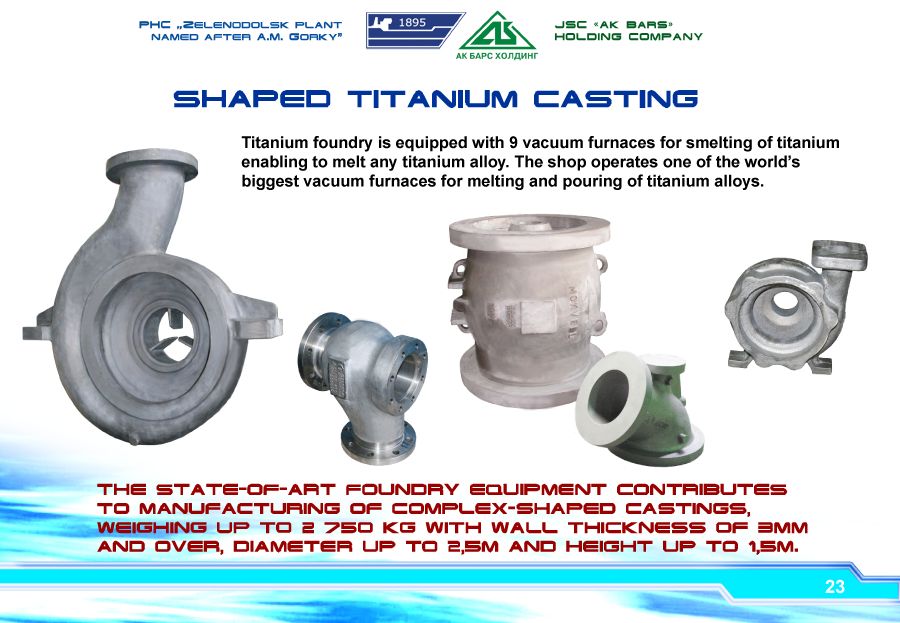 PHC „Zelenodolsk plant
named after A.M. Gorky”
1895
АК БАРС ХОЛДИНГ
JSC «AK BARS»
HOLDING COMPANY
SHAPED TITANIUM CASTING
Titanium foundry is equipped with 9 vacuum furnaces for smelting of titanium
enabling to melt any titanium alloy. The shop operates one of the world’s
biggest vacuum furnaces for melting and pouring of titanium alloys.
THE STATE-OF-ART FOUNDRY EQUIPMENT CONTRIBUTES
TO MANUFACTURING OF COMPLEX-SHAPED CASTINGS,
WEIGHING UP TO 2 750 KG WITH WALL THICKNESS OF 3MM
AND OVER, DIAMETER UP TO 2,5M AND HEIGHT UP TO 1,5M.
23